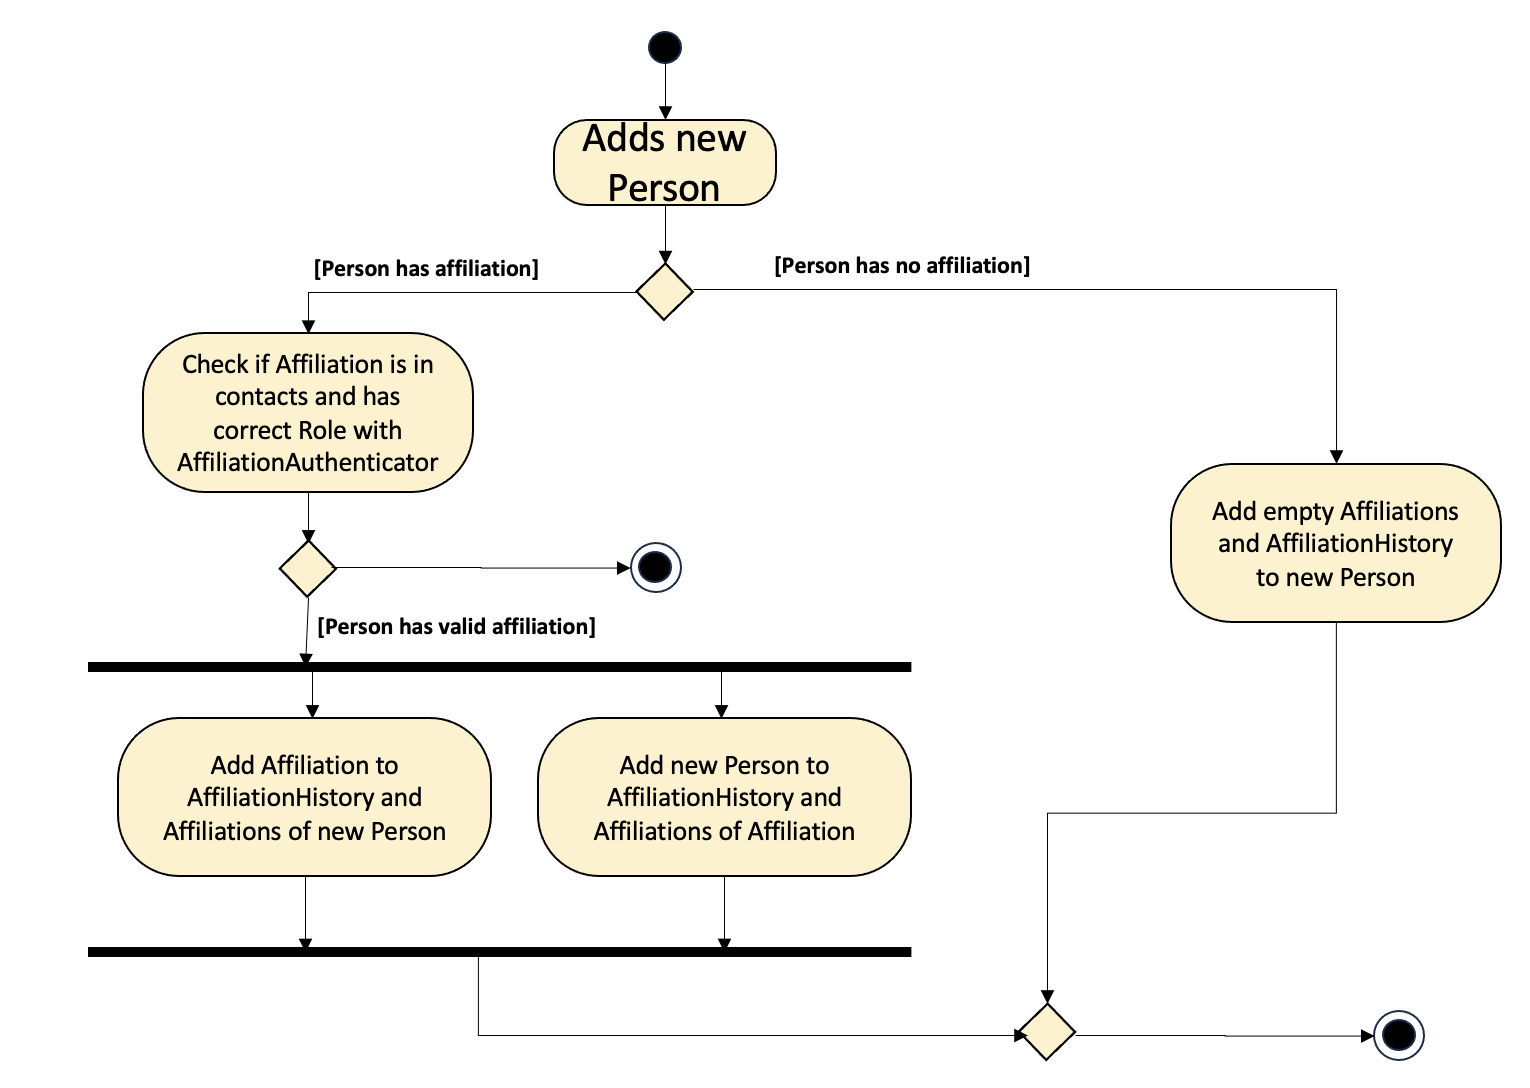 Adds new
Person
[Person has affiliation]
[Person has no affiliation]
Check if Affiliation is in
contacts and has
correct Role with
AffiliationAuthenticator
Add empty Affiliations
and AffiliationHistory
to new Person
[Person has valid affiliation]
Add Affiliation to
AffiliationHistory and
Affiliations of new Person
Add new Person to
AffiliationHistory and
Affiliations of Affiliation